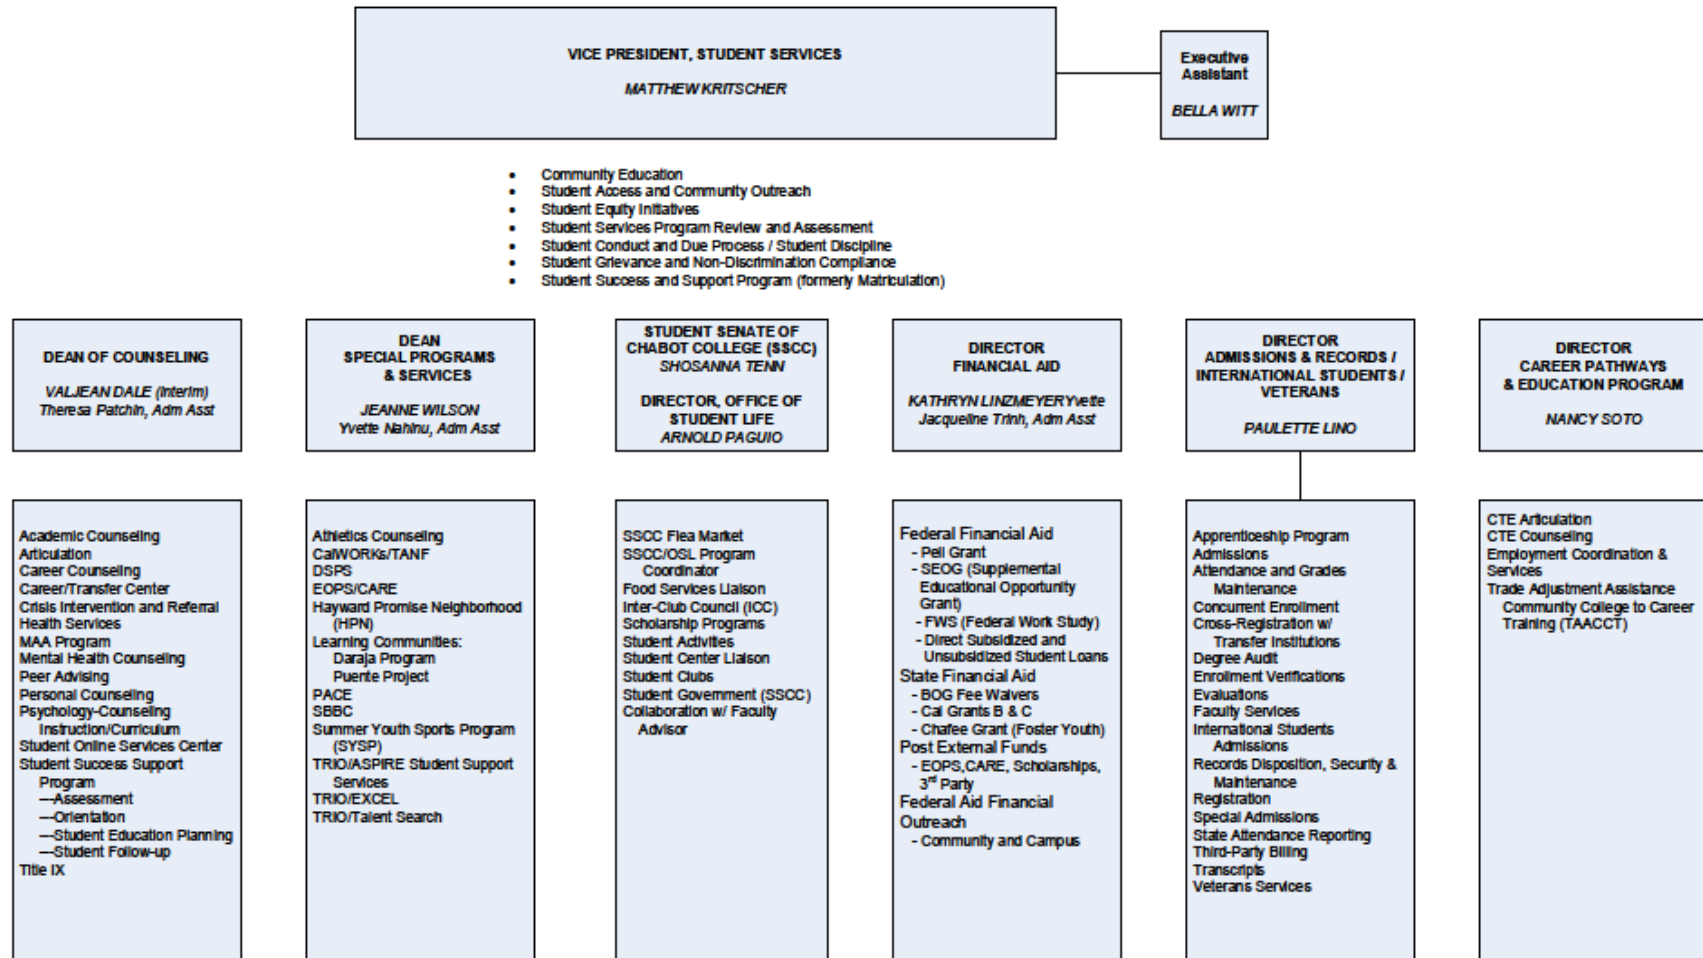 VICE PRESIDENT, STUDENT SERVICES
MATTHEW KRITSCHER
Executive
Assistant
BELLA WITT
• Community Education
• Student Access and Community Outreach
• Student Equity Initiatives
• Student Services Program Review and Assessment
• Student Conduct and Due Process / Student Discipline
• Student Grievance and Non-Discrimination Compliance
• Student Success and Support Program (formerly Matriculation)
DEAN OF COUNSELING
VALJEAN DALE (Interim)
Theresa Patchin, Adm Asst
DEAN
SPECIAL PROGRAMS
& SERVICES
JEANNE WILSON
Yvette Nahinu, Adm Asst
STUDENT SENATE OF
CHABOT COLLEGE (SSCC)
SHOSANNA TENN
DIRECTOR, OFFICE OF
STUDENT LIFE
ARNOLD PAGUIO
DIRECTOR
FINANCIAL AID
KATHRYN LINZMEYERYvette
Jacqueline Trinh, Adm Asst
DIRECTOR
ADMISSIONS & RECORDS /
INTERNATIONAL STUDENTS /
VETERANS
PAULETTE LINO
DIRECTOR
CAREER PATHWAYS
& EDUCATION PROGRAM
NANCY SOTO
Academic Counseling
Articulation
Career Counseling
Career/Transfer Center
Crisis Intervention and Referral
Health Services
MAA Program
Mental Health Counseling
Peer Advising
Personal Counseling
Psychology-Counseling
Instruction/Curriculum
Student Online Services Center
Student Success Support
Program
---Assessment
---Orientation
---Student Education Planning
---Student Follow-up
Title IX
Athletics Counseling
CalWORKs/TANF
DSPS
EOPS/CARE
Hayward Promise Neighborhood
(HPN)
Learning Communities:
Daraja Program
Puente Project
PACE
SBBC
Summer Youth Sports Program
(SYSP)
TRIO/ASPIRE Student Support
Services
TRIO/EXCEL
TRIO/Talent Search
SSCC Flea Market
SSCC/OSL Program
Coordinator
Food Services Liaison
Inter-Club Council (ICC)
Scholarship Programs
Student Activities
Student Center Liaison
Student Clubs
Student Government (SSCC)
Collaboration w/ Faculty
Advisor
Federal Financial Aid
- Pell Grant
- SEOG (Supplemental
Educational Opportunity
Grant)
- FWS (Federal Work Study)
- Direct Subsidized and
Unsubsidized Student Loans
State Financial Aid
- BOG Fee Waivers
- Cal Grants B & C
- Chafee Grant (Foster Youth)
Post External Funds
- EOPS,CARE, Scholarships,
3rd Party
Federal Aid Financial
Outreach
- Community and Campus
Apprenticeship Program
Admissions
Attendance and Grades
Maintenance
Concurrent Enrollment
Cross-Registration w/
Transfer Institutions
Degree Audit
Enrollment Verifications
Evaluations
Faculty Services
International Students
Admissions
Records Disposition, Security &
Maintenance
Registration
Special Admissions
State Attendance Reporting
Third-Party Billing
Transcripts
Veterans Services
CTE Articulation
CTE Counseling
Employment Coordination &
Services
Trade Adjustment Assistance
Community College to Career
Training (TAACCT)